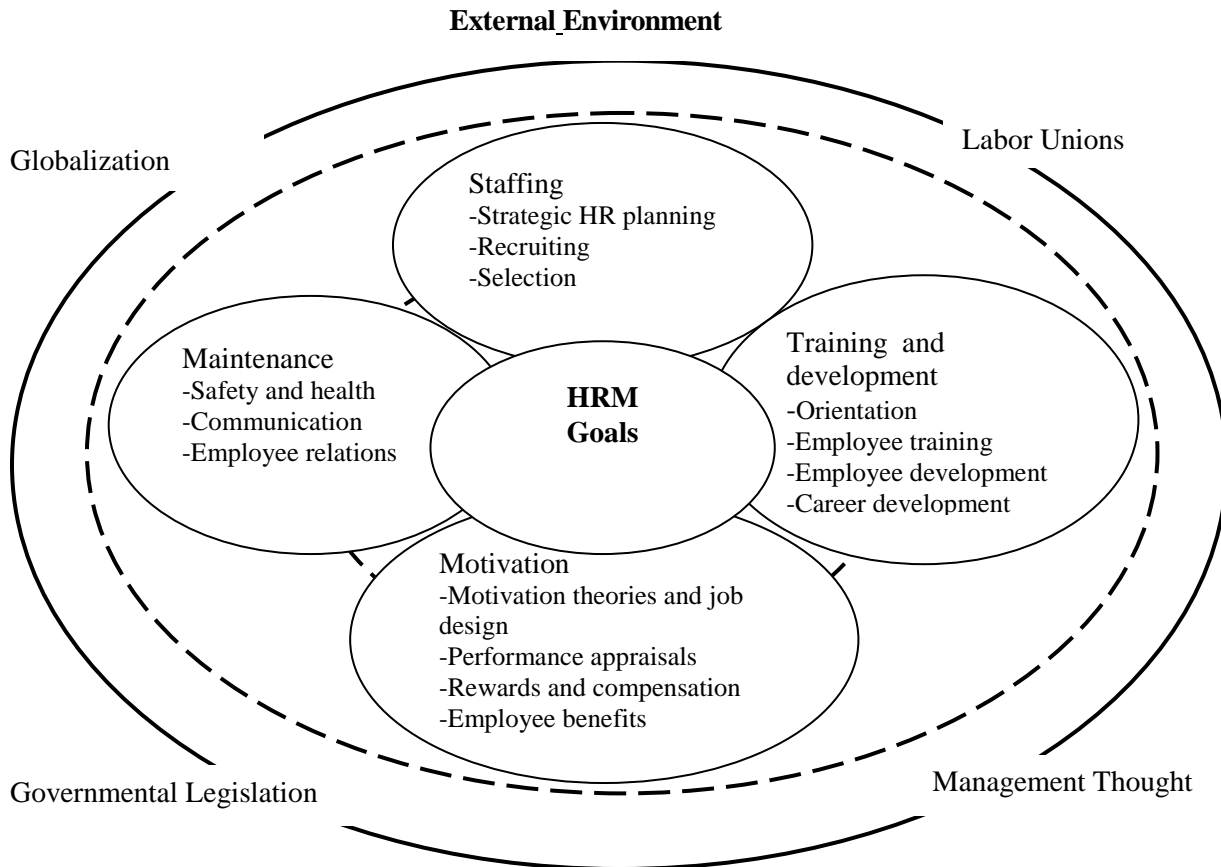 External Environment
Globalization
Labor Unions
Staffing
-Strategic HR planning
-Recruiting
-Selection
Maintenance
-Safety and health
-Communication
-Employee relations
HRM
Goals
Training and
development
-Orientation
-Employee training
-Employee development
-Career development
Motivation
-Motivation theories and job
design
-Performance appraisals
-Rewards and compensation
-Employee benefits
Governmental Legislation
Management Thought